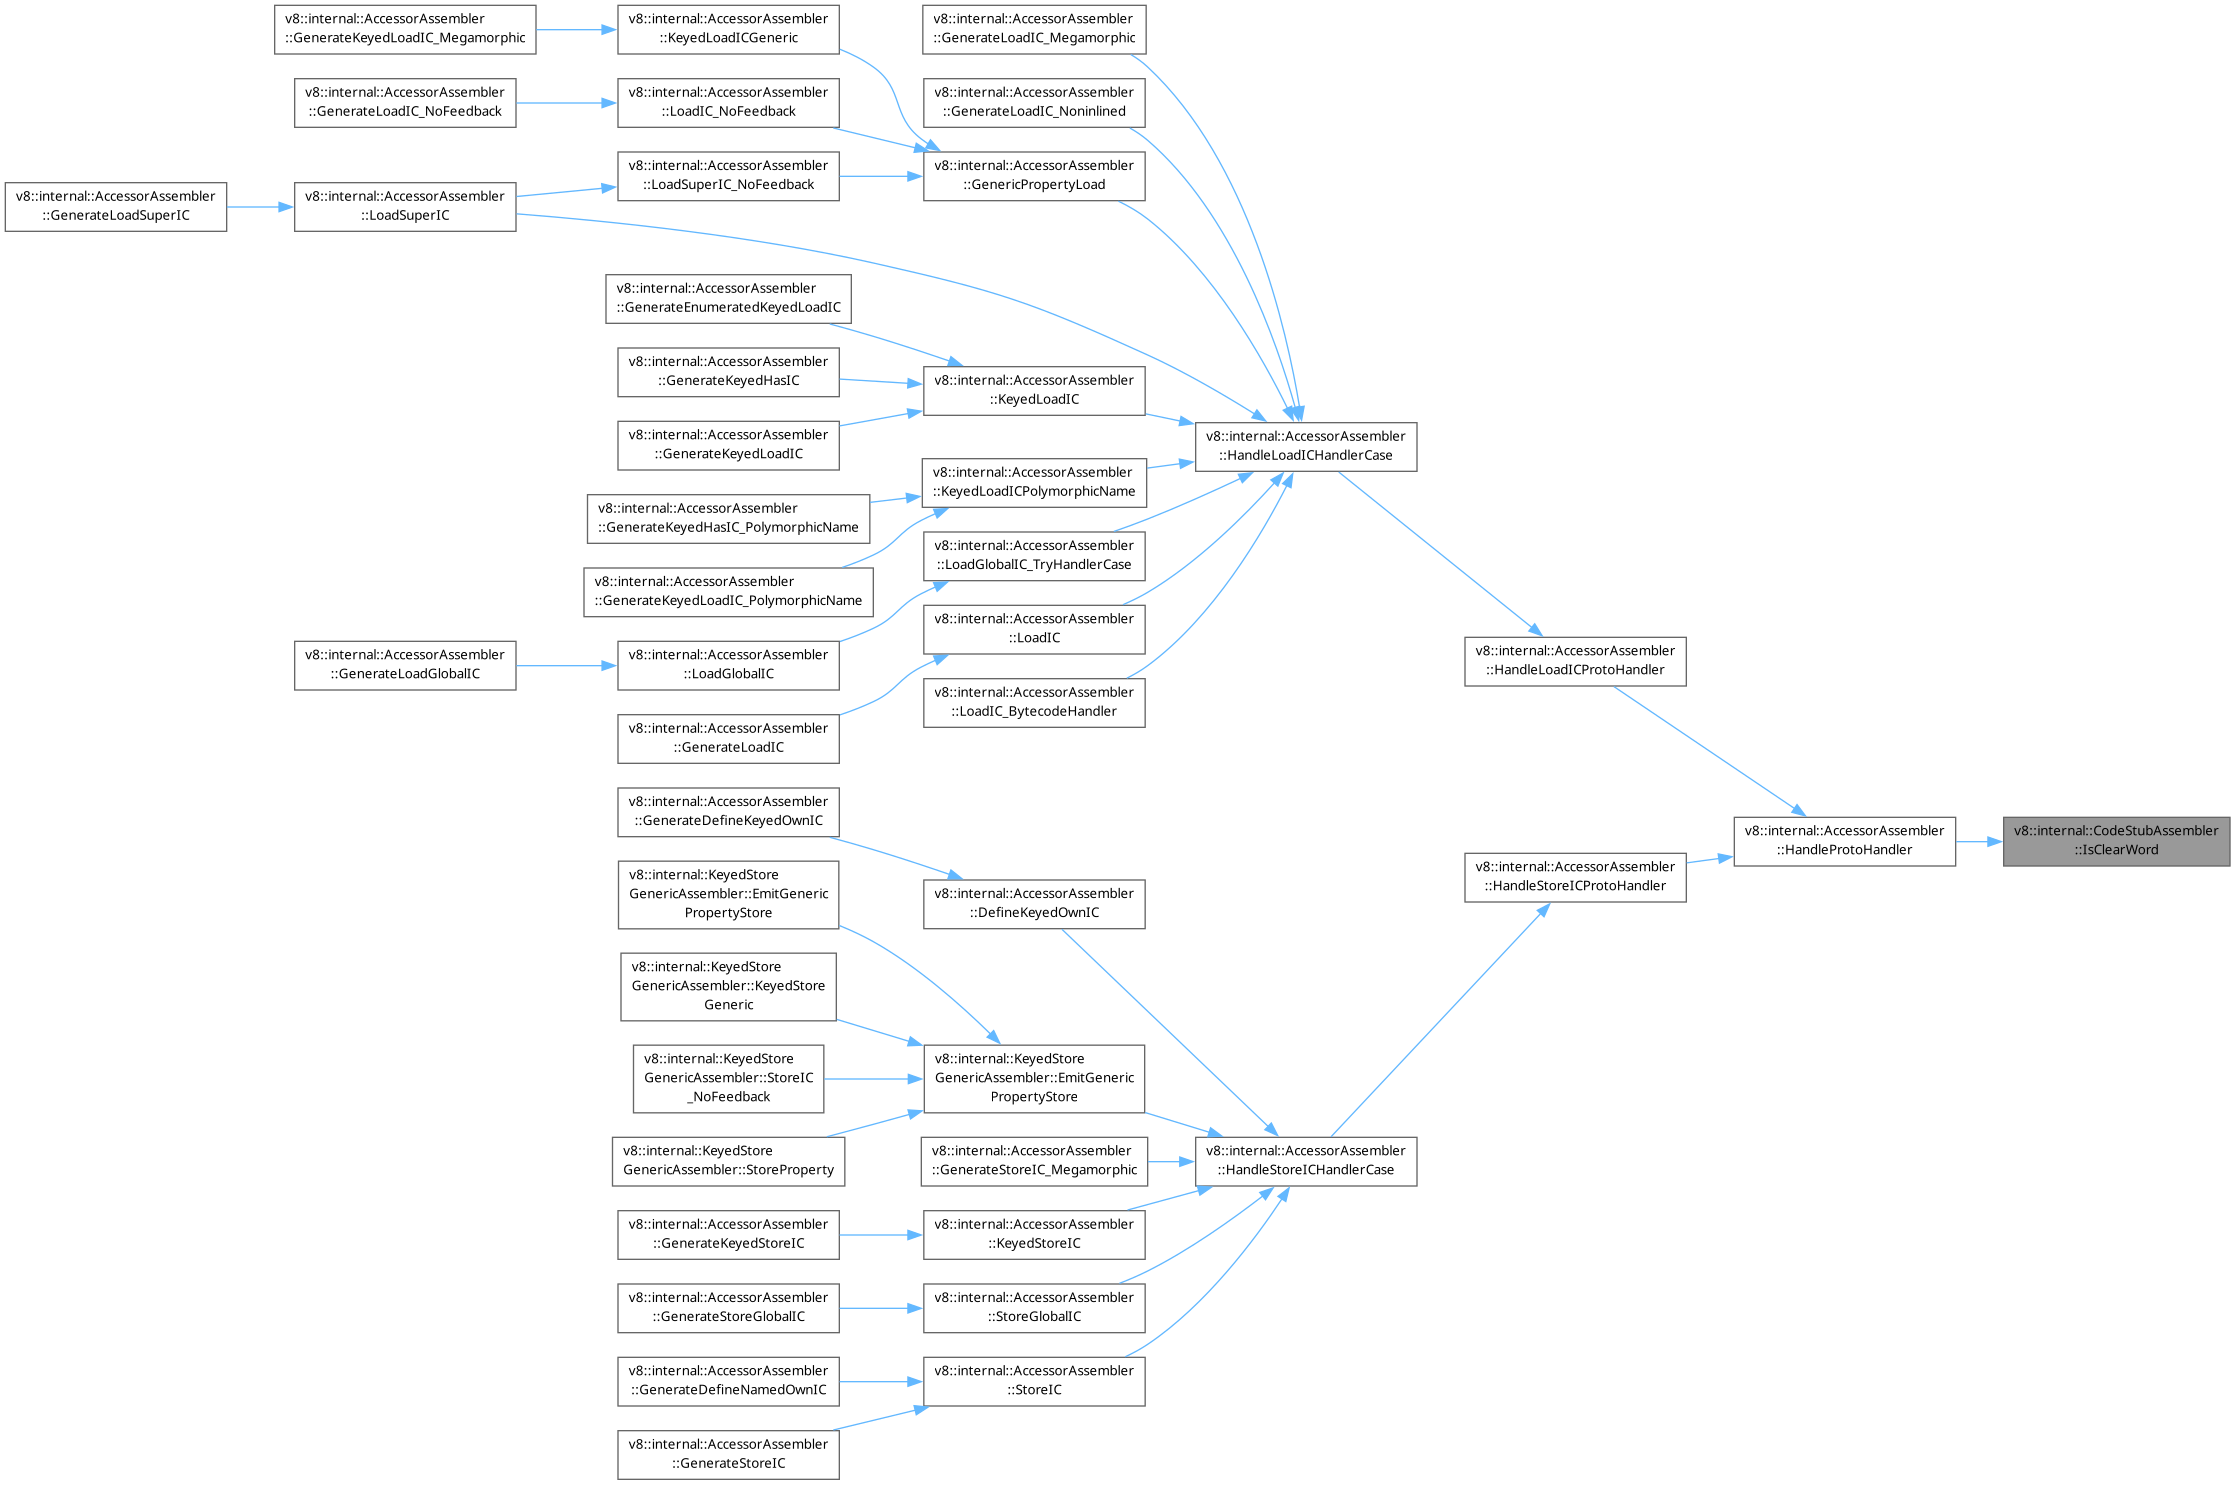 v8::internal::AccessorAssembler
::GenerateKeyedLoadIC_Megamorphic
v8::internal::AccessorAssembler
::KeyedLoadICGeneric
v8::internal::AccessorAssembler
::GenerateLoadIC_Megamorphic
v8::internal::AccessorAssembler
::GenerateLoadIC_NoFeedback
v8::internal::AccessorAssembler
::LoadIC_NoFeedback
v8::internal::AccessorAssembler
::GenerateLoadIC_Noninlined
v8::internal::AccessorAssembler
::LoadSuperIC_NoFeedback
v8::internal::AccessorAssembler
::GenericPropertyLoad
v8::internal::AccessorAssembler
::GenerateLoadSuperIC
v8::internal::AccessorAssembler
::LoadSuperIC
v8::internal::AccessorAssembler
::GenerateEnumeratedKeyedLoadIC
v8::internal::AccessorAssembler
::GenerateKeyedHasIC
v8::internal::AccessorAssembler
::KeyedLoadIC
v8::internal::AccessorAssembler
::GenerateKeyedLoadIC
v8::internal::AccessorAssembler
::HandleLoadICHandlerCase
v8::internal::AccessorAssembler
::KeyedLoadICPolymorphicName
v8::internal::AccessorAssembler
::GenerateKeyedHasIC_PolymorphicName
v8::internal::AccessorAssembler
::LoadGlobalIC_TryHandlerCase
v8::internal::AccessorAssembler
::GenerateKeyedLoadIC_PolymorphicName
v8::internal::AccessorAssembler
::LoadIC
v8::internal::AccessorAssembler
::GenerateLoadGlobalIC
v8::internal::AccessorAssembler
::LoadGlobalIC
v8::internal::AccessorAssembler
::HandleLoadICProtoHandler
v8::internal::AccessorAssembler
::LoadIC_BytecodeHandler
v8::internal::AccessorAssembler
::GenerateLoadIC
v8::internal::AccessorAssembler
::GenerateDefineKeyedOwnIC
v8::internal::AccessorAssembler
::HandleProtoHandler
v8::internal::CodeStubAssembler
::IsClearWord
v8::internal::AccessorAssembler
::HandleStoreICProtoHandler
v8::internal::KeyedStore
GenericAssembler::EmitGeneric
PropertyStore
v8::internal::AccessorAssembler
::DefineKeyedOwnIC
v8::internal::KeyedStore
GenericAssembler::KeyedStore
Generic
v8::internal::KeyedStore
GenericAssembler::StoreIC
_NoFeedback
v8::internal::KeyedStore
GenericAssembler::EmitGeneric
PropertyStore
v8::internal::KeyedStore
GenericAssembler::StoreProperty
v8::internal::AccessorAssembler
::GenerateStoreIC_Megamorphic
v8::internal::AccessorAssembler
::HandleStoreICHandlerCase
v8::internal::AccessorAssembler
::GenerateKeyedStoreIC
v8::internal::AccessorAssembler
::KeyedStoreIC
v8::internal::AccessorAssembler
::GenerateStoreGlobalIC
v8::internal::AccessorAssembler
::StoreGlobalIC
v8::internal::AccessorAssembler
::GenerateDefineNamedOwnIC
v8::internal::AccessorAssembler
::StoreIC
v8::internal::AccessorAssembler
::GenerateStoreIC